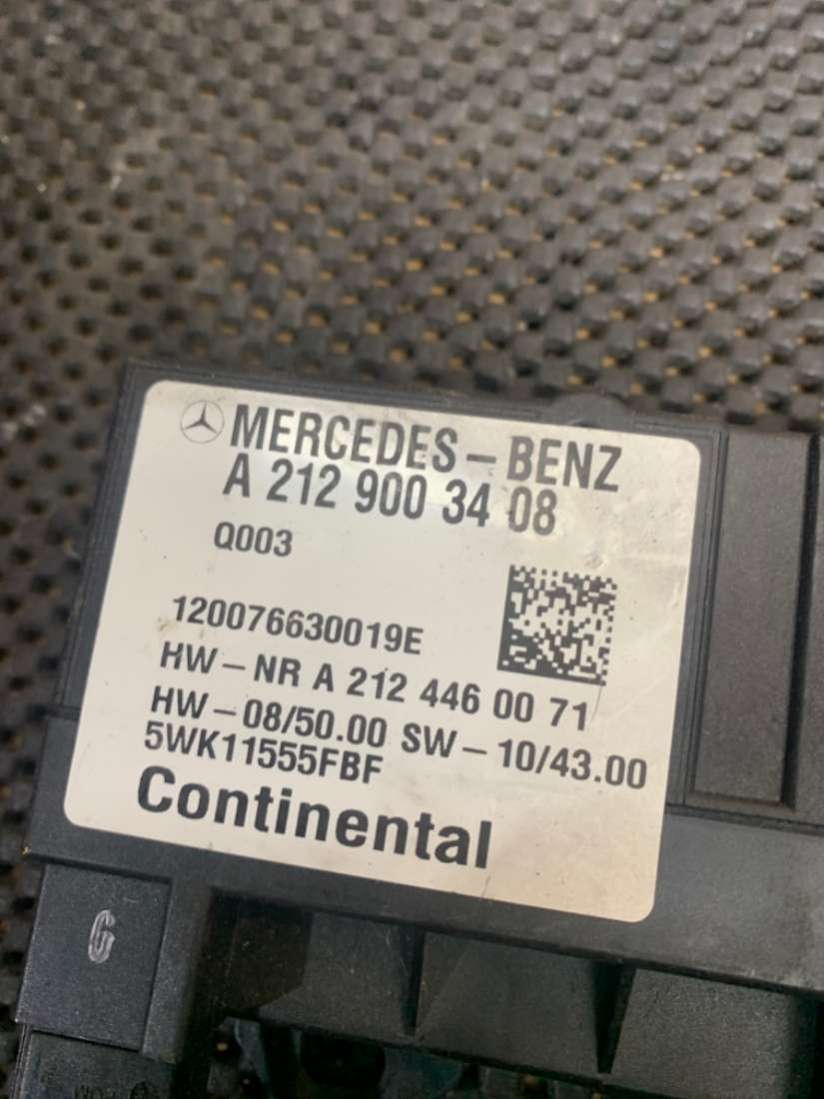 MERCEDES-BENZ
A 212 900 34 08
Q003
120076630019E
HW-NR A 212 446 00 71
HW-08/50.00 SW-10/43.00
5WK11555FBF
Continental
G